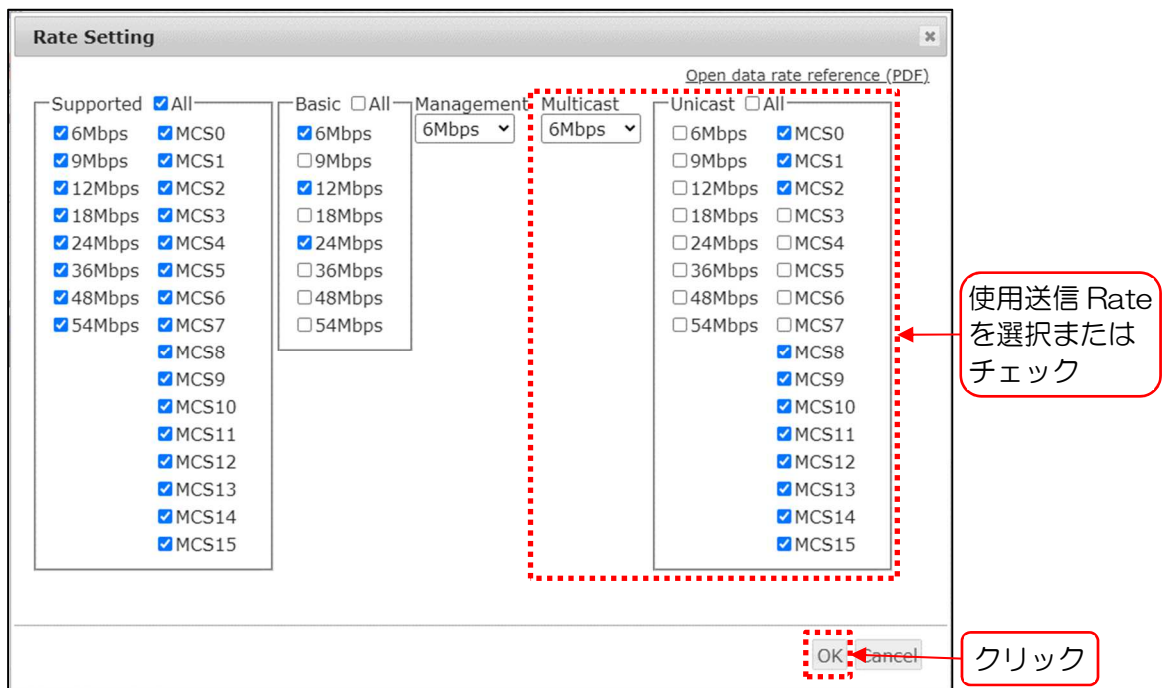 Rate Setting
Open data rate reference (PDF)
Supported All
6Mbps MCS0
9Mbps MCS1
12Mbps MCS2
18Mbps MCS3
24Mbps MCS4
36Mbps MCS5
48Mbps MCS6
54Mbps MCS7
MCS8
MCS9
MCS10
MCS11
MCS12
MCS13
MCS14
MCS15
Basic All
6Mbps
9Mbps
12Mbps
18Mbps
24Mbps
36Mbps
48Mbps
54Mbps
Management
6Mbps
Multicast
6Mbps
Unicast All
6Mbps MCS0
9Mbps MCS1
12Mbps MCS2
18Mbps MCS3
24Mbps MCS4
36Mbps MCS5
48Mbps MCS6
54Mbps MCS7
MCS8
MCS9
MCS10
MCS11
MCS12
MCS13
MCS14
MCS15
使用送信 Rate
を選択または
チェック
OK Cancel
クリック